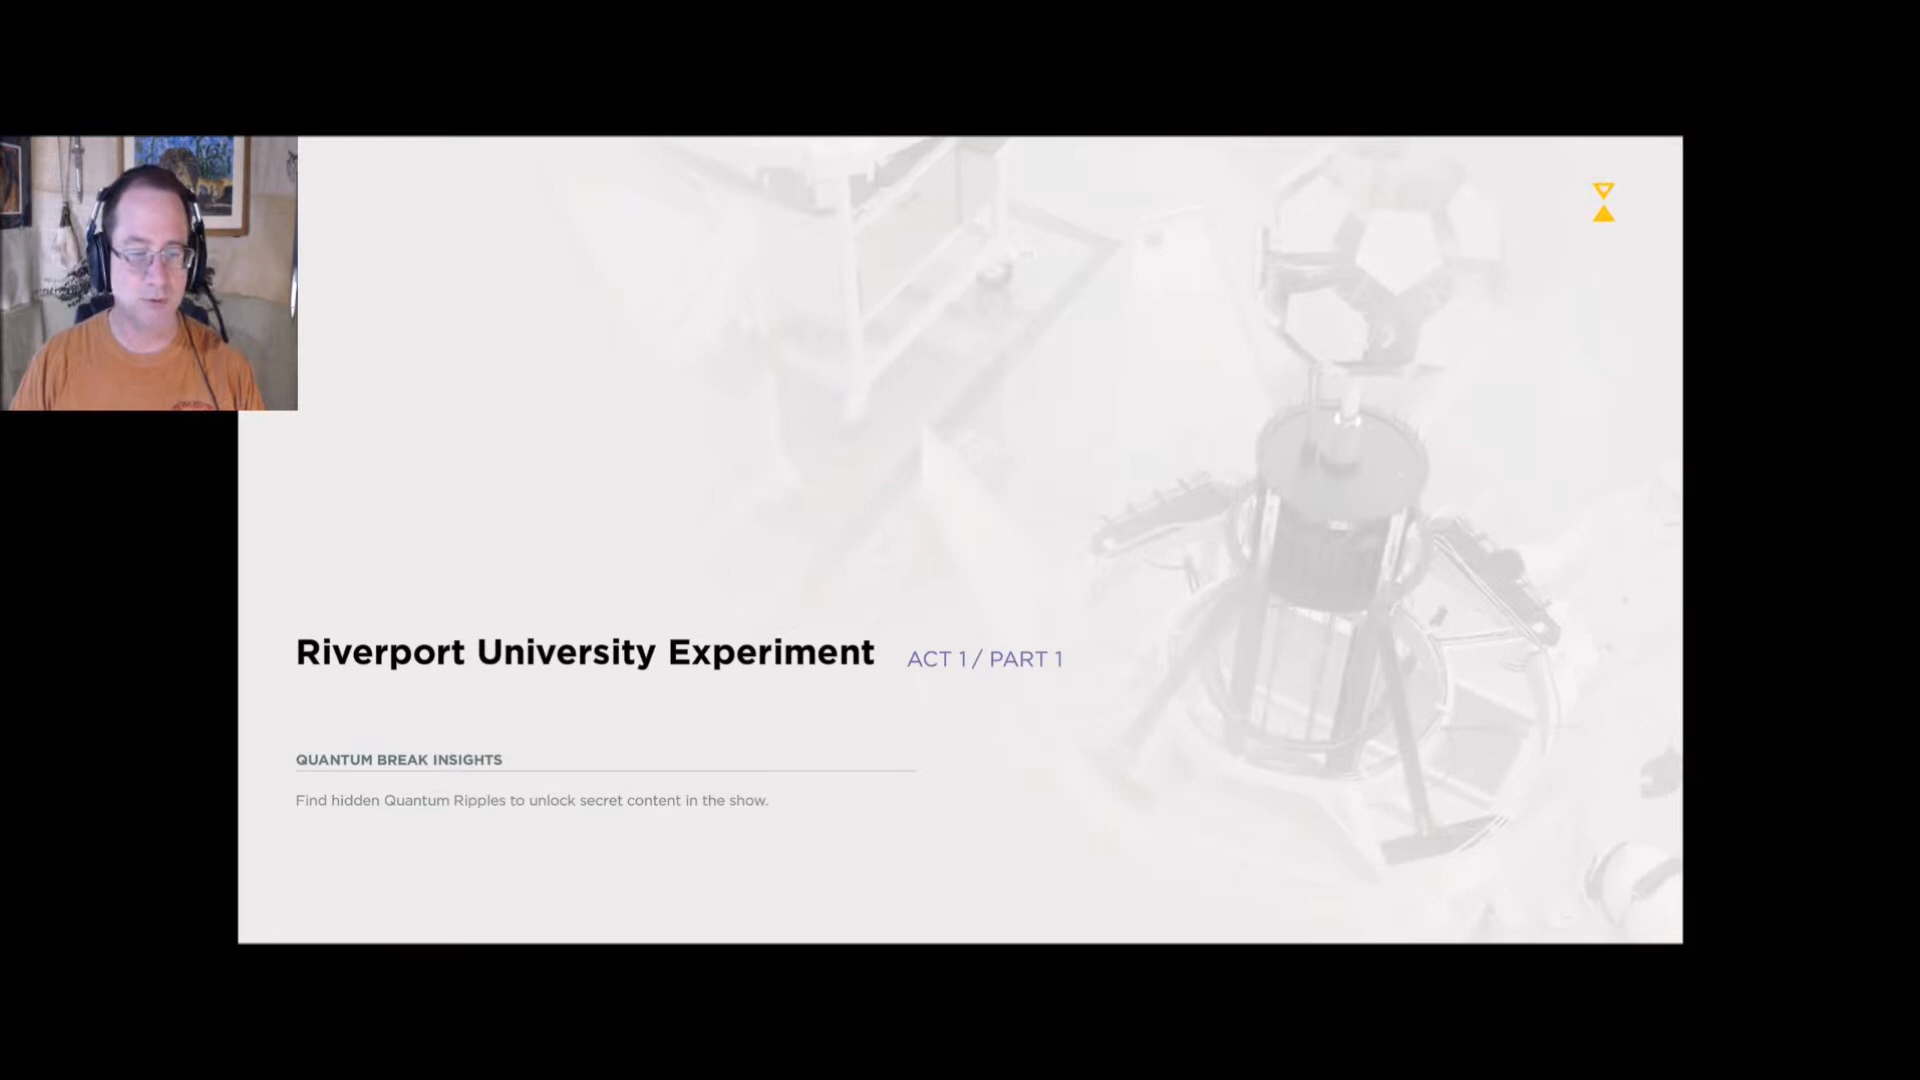 Riverport University Experiment ACT 1 / PART 1
QUANTUM BREAK INSIGHTS
Find hidden Quantum Ripples to unlock secret content in the show.